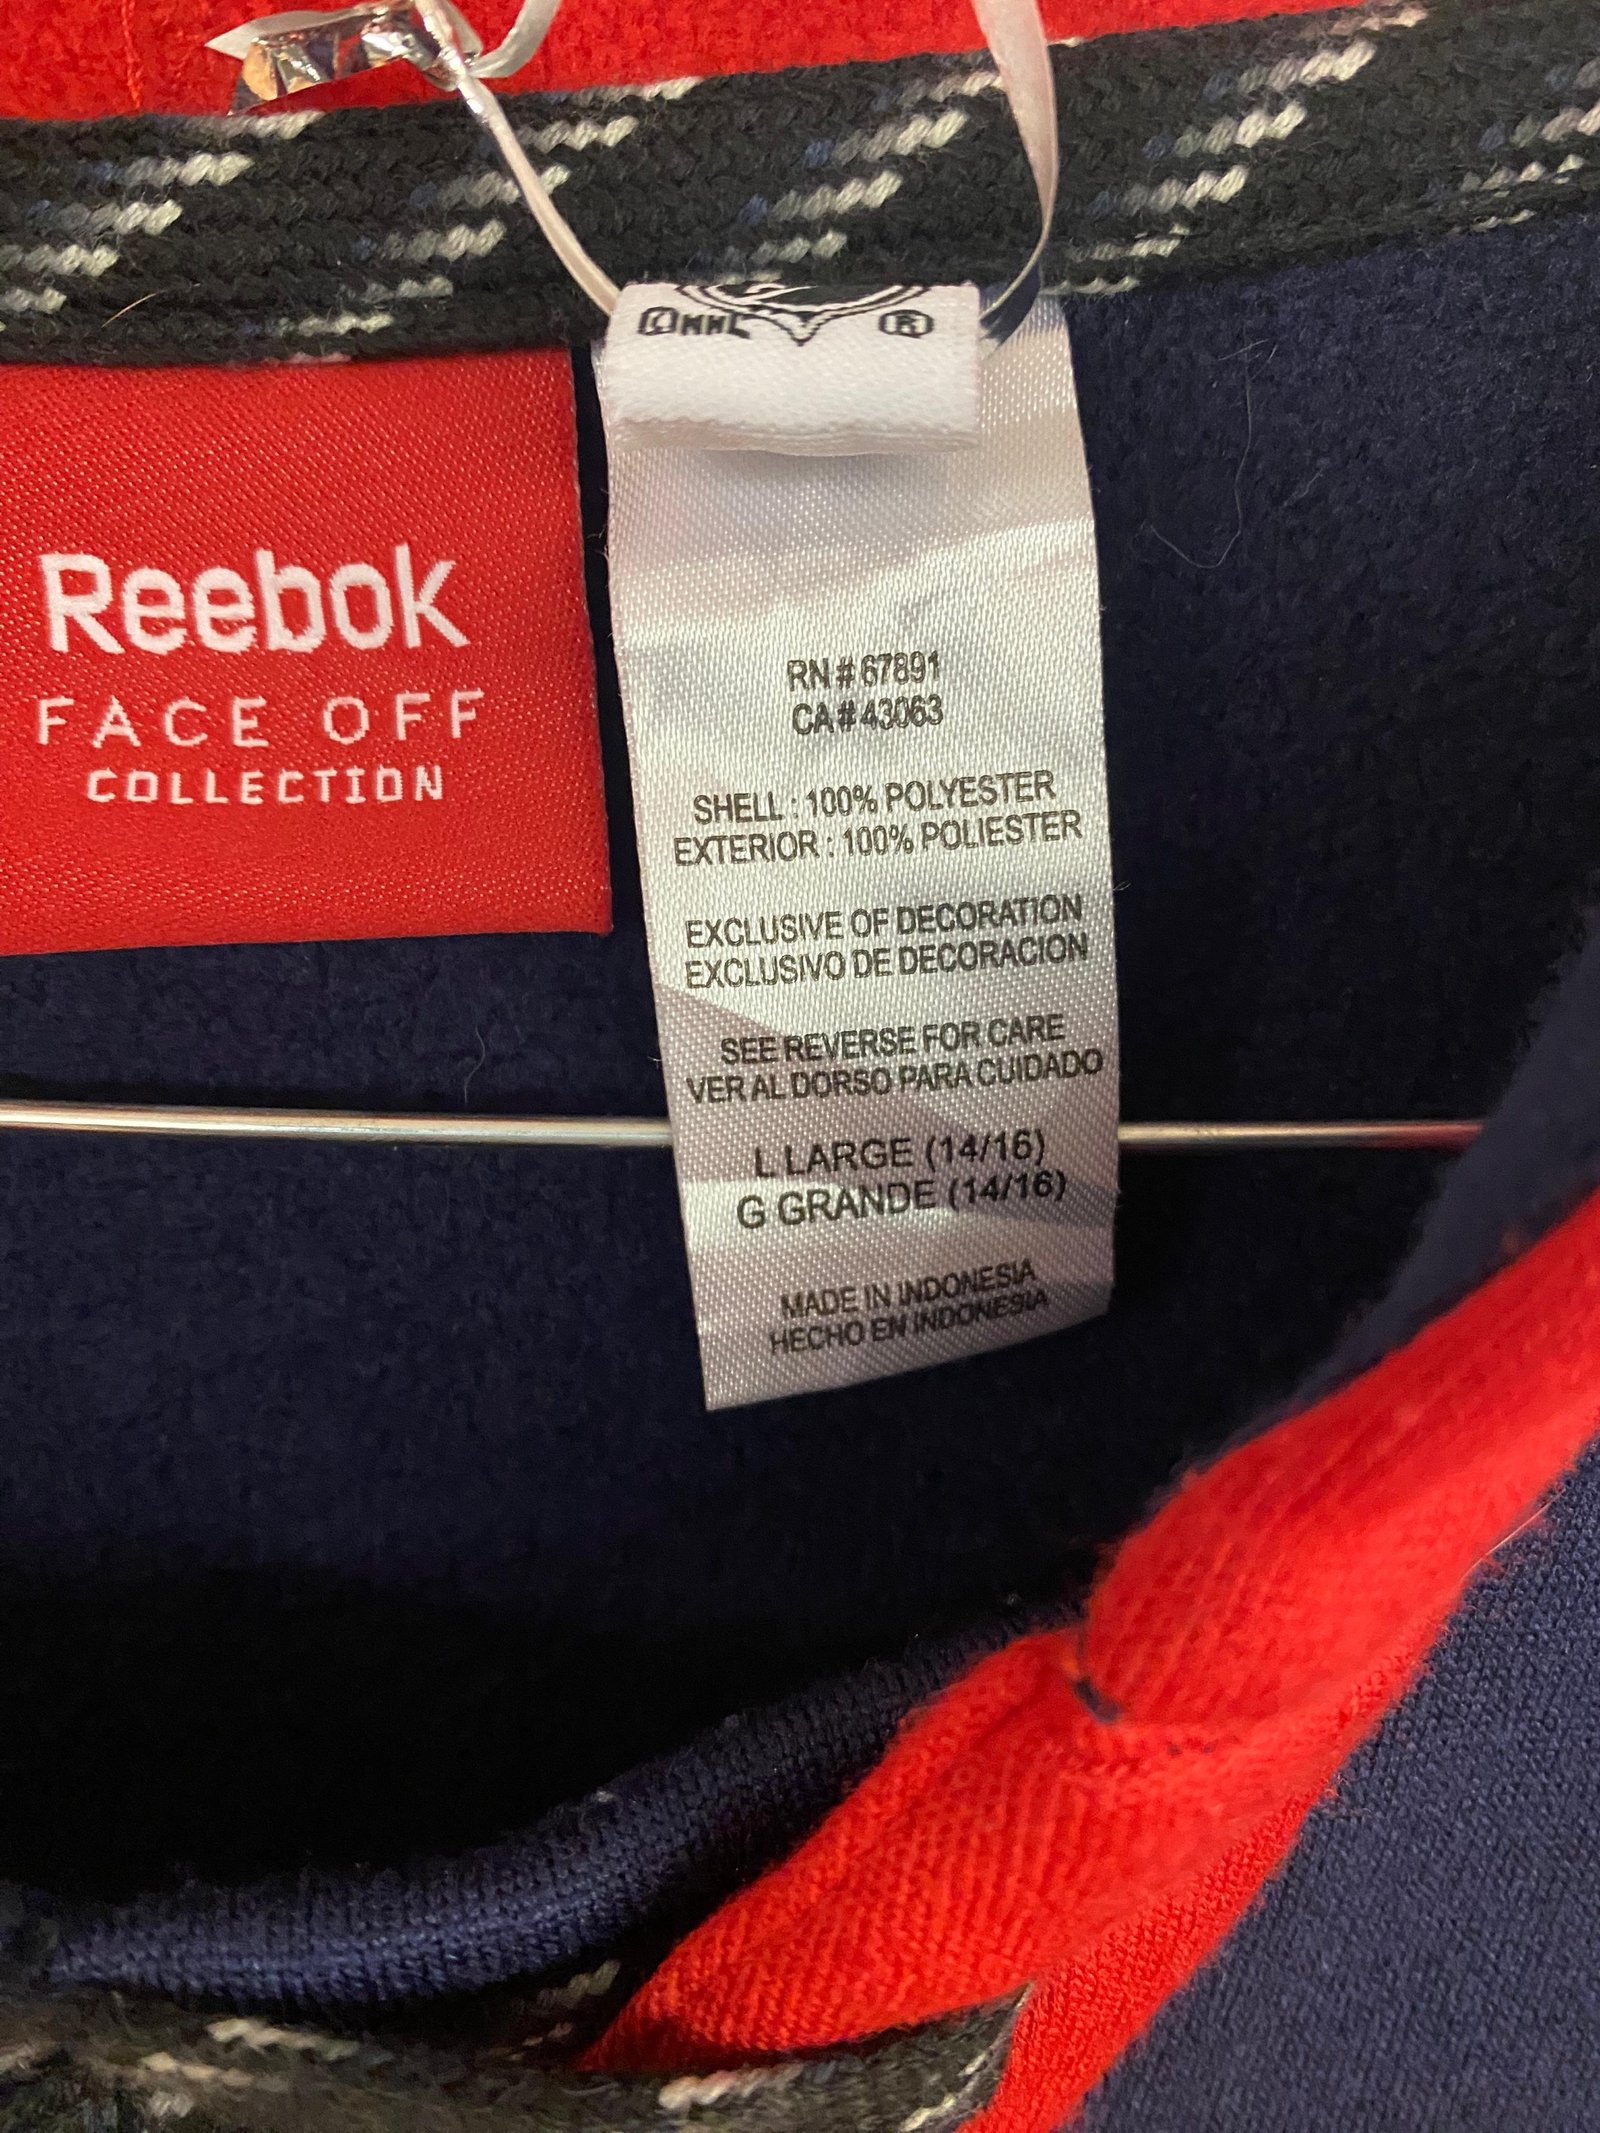 Reebok
FACE OFF
COLLECTION
RN # 67891
CA # 43063
SHELL : 100% POLYESTER
EXTERIOR : 100% POLIESTER
EXCLUSIVE OF DECORATION
EXCLUSIVO DE DECORACION
SEE REVERSE FOR CARE
VER AL DORSO PARA CUIDADO
L LARGE (14/16)
G GRANDE (14/16)
MADE IN INDONESIA
HECHO EN INDONESIA